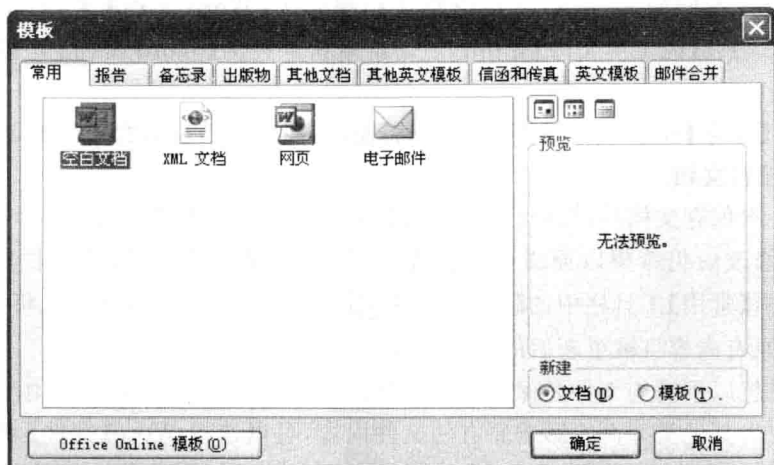 模板
常用 报告 备忘录 出版物 其他文档 其他英文模板 信函和传真 英文模板 邮件合并
空白文档 XML 文档 网页 电子邮件
预览
无法预览。
新建
文档(D) 模板(T).
Office Online 模板(O) 确定 取消